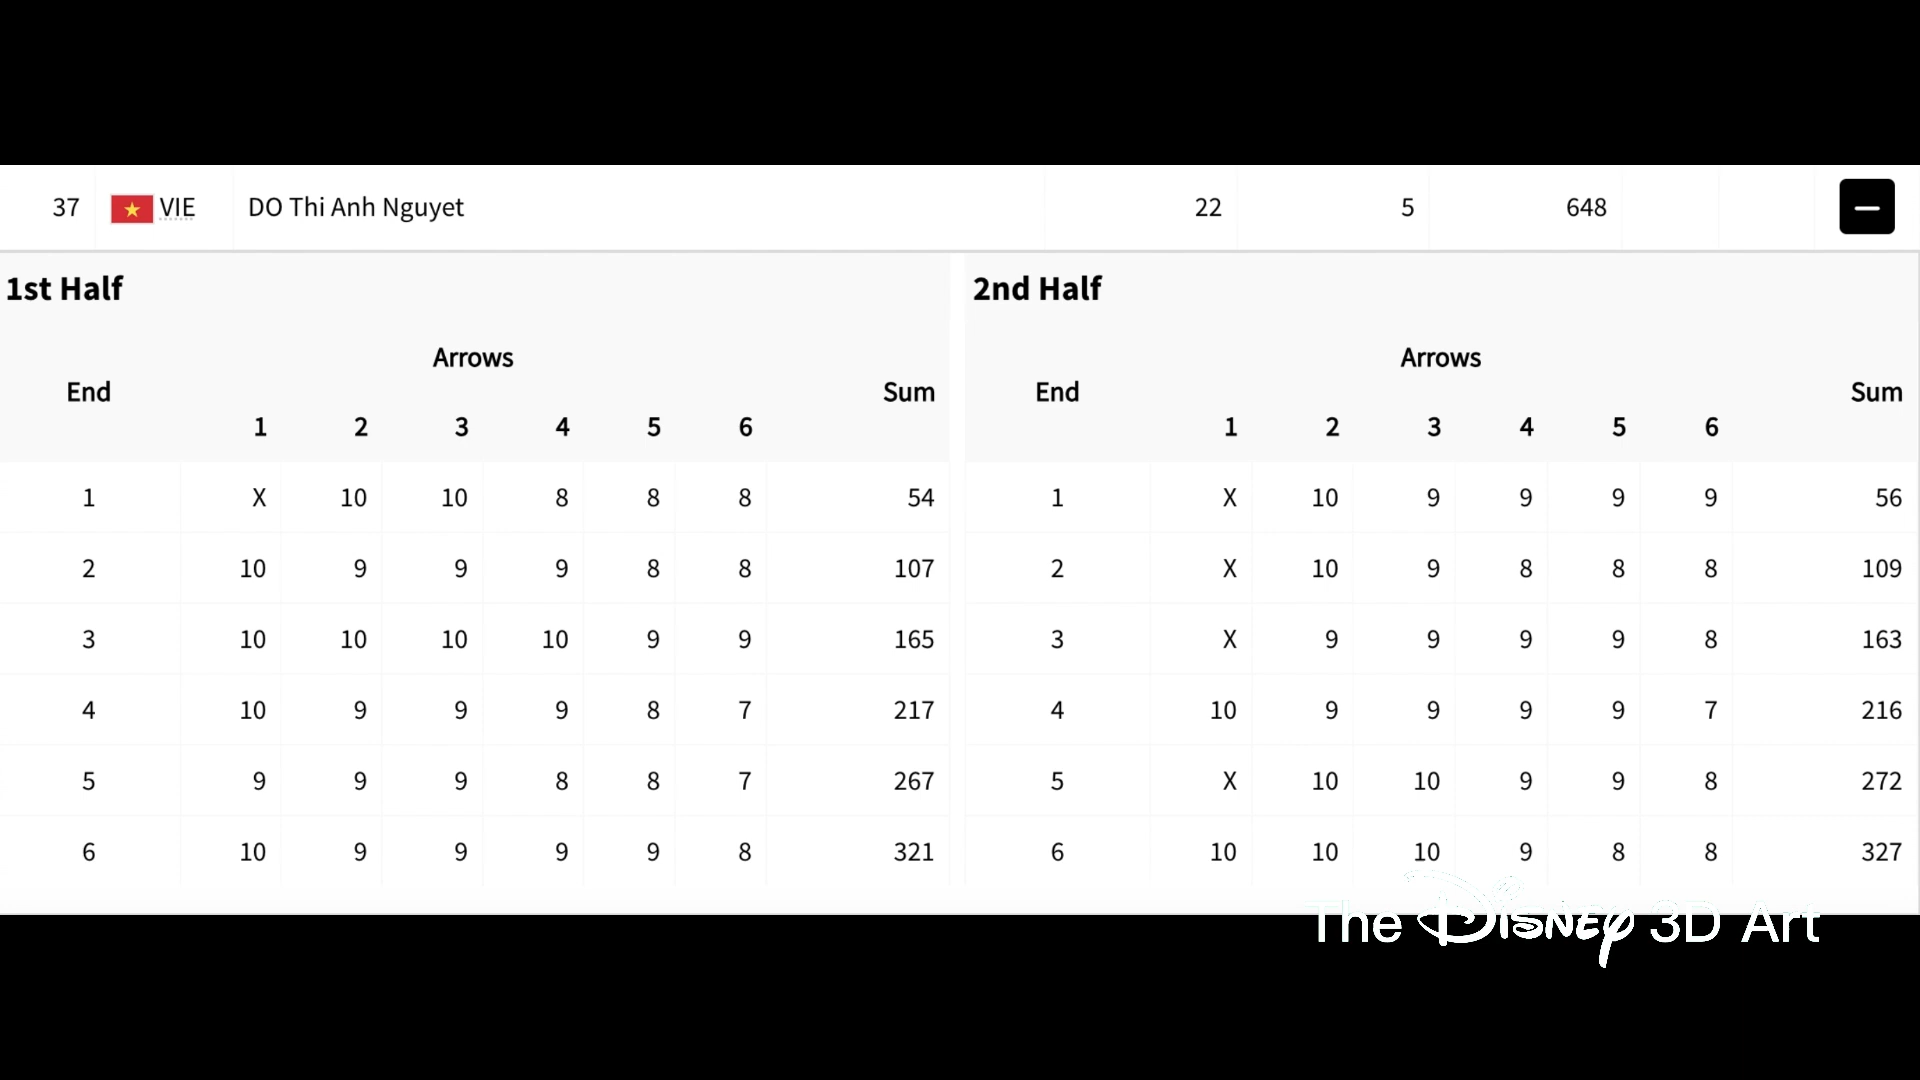 37 VIE DO Thi Anh Nguyet 22 5 648
1st Half
Arrows
End Sum
1 2 3 4 5 6
1 X 10 10 8 8 8 54
2 10 9 9 9 8 8 107
3 10 10 10 10 9 9 165
4 10 9 9 9 8 7 217
5 9 9 9 8 8 7 267
6 10 9 9 9 9 8 321
2nd Half
Arrows
End Sum
1 2 3 4 5 6
1 X 10 9 9 9 9 56
2 X 10 9 8 8 8 109
3 X 9 9 9 9 8 163
4 10 9 9 9 9 7 216
5 X 10 10 9 9 8 272
6 10 10 10 9 8 8 327
The Disney 3D Art